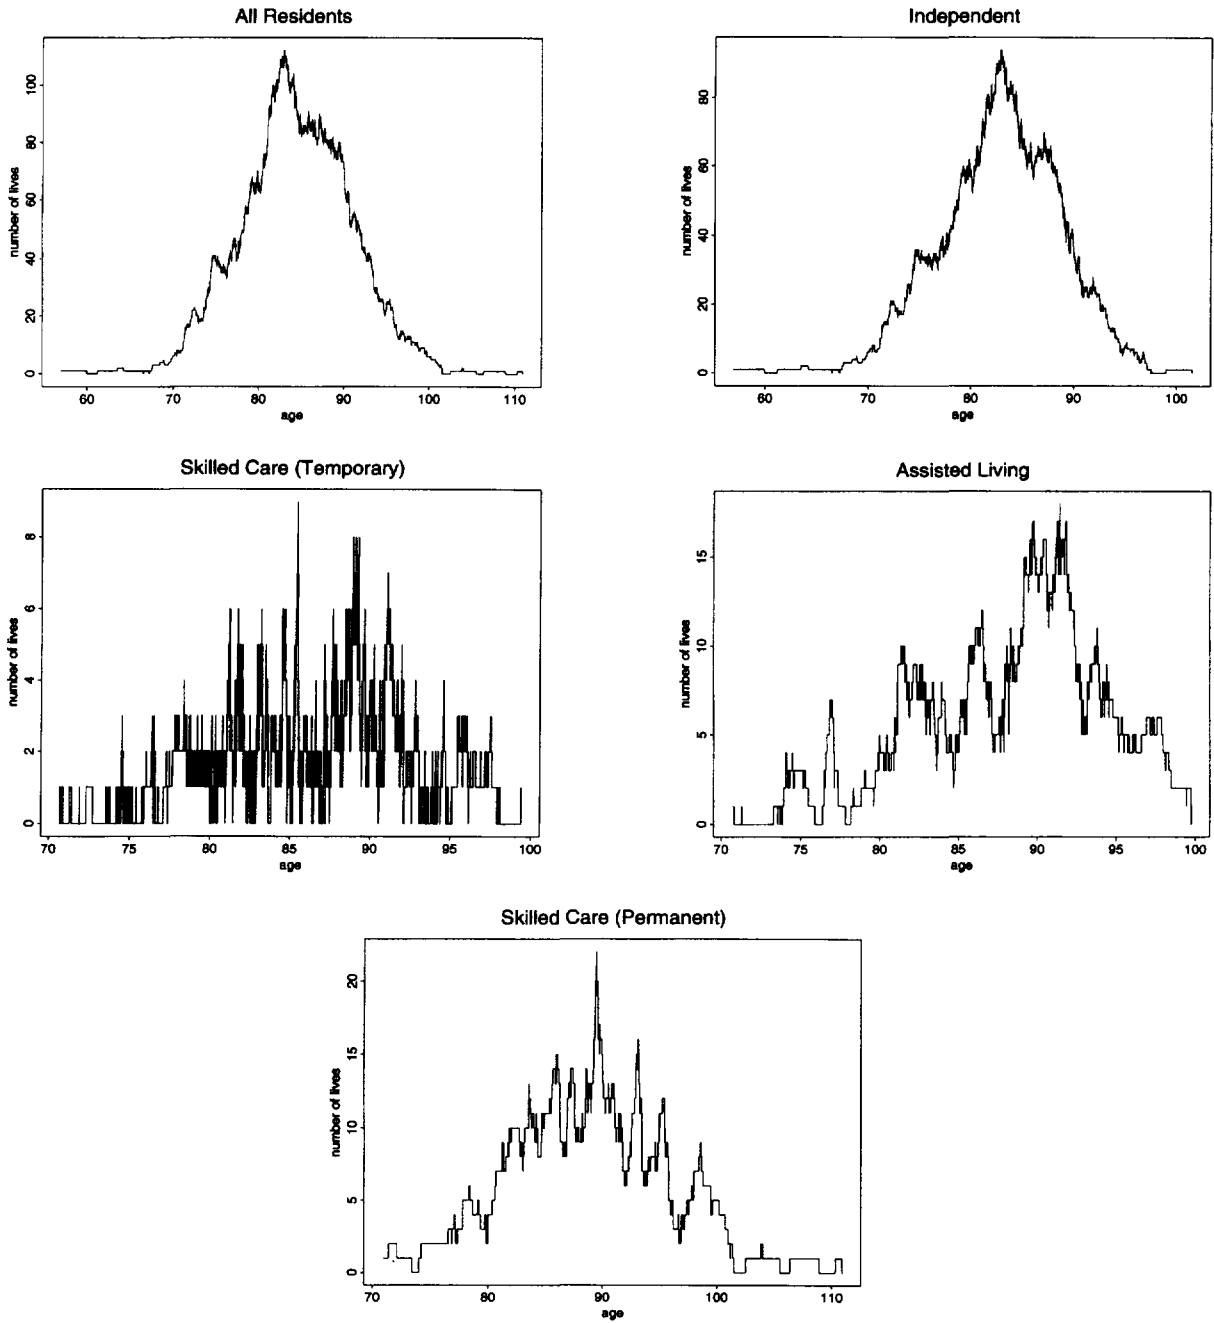 All Residents
number of lives
0 20 40 60 80 100
60 70 80 90 100 110
age
Independent
number of lives
0 20 40 60 80
60 70 80 90 100
age
Skilled Care (Temporary)
number of lives
0 2 4 6 8
70 75 80 85 90 95 100
age
Assisted Living
number of lives
0 5 10 15
70 75 80 85 90 95 100
age
Skilled Care (Permanent)
number of lives
0 5 10 15 20
70 80 90 100 110
age